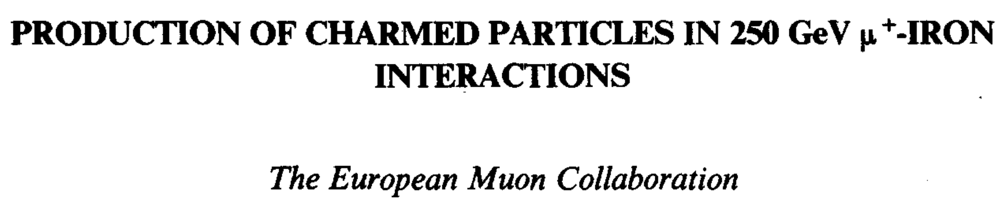 PRODUCTION OF CHARMED PARTICLES IN 250 GeV μ⁺-IRON
INTERACTIONS
The European Muon Collaboration